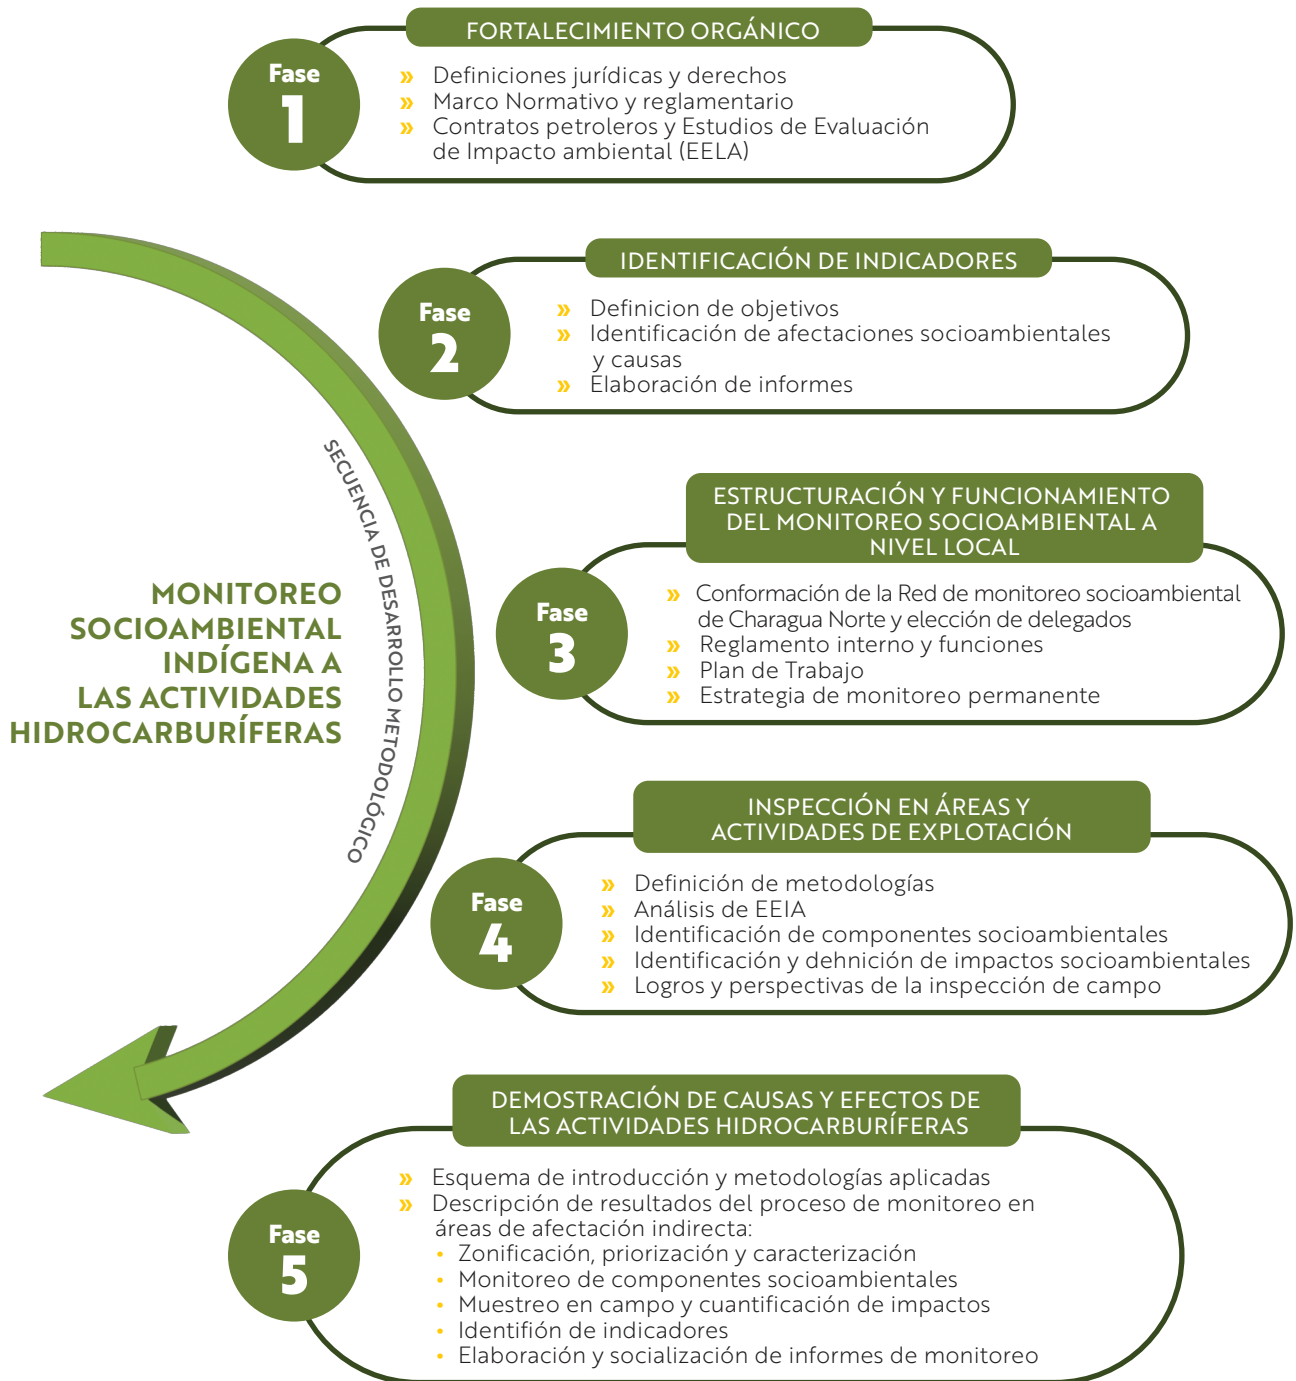 FORTALECIMIENTO ORGÁNICO
Fase
1
» Definiciones jurídicas y derechos
» Marco Normativo y reglamentario
» Contratos petroleros y Estudios de Evaluación
de Impacto ambiental (EELA)
IDENTIFICACIÓN DE INDICADORES
Fase
2
» Definicion de objetivos
» Identificación de afectaciones socioambientales
y causas
» Elaboración de informes
SECUENCIA DE DESARROLLO METODOLÓGICO
MONITOREO
SOCIOAMBIENTAL
INDÍGENA A
LAS ACTIVIDADES
HIDROCARBURÍFERAS
ESTRUCTURACIÓN Y FUNCIONAMIENTO
DEL MONITOREO SOCIOAMBIENTAL A
NIVEL LOCAL
Fase
3
» Conformación de la Red de monitoreo socioambiental
de Charagua Norte y elección de delegados
» Reglamento interno y funciones
» Plan de Trabajo
» Estrategia de monitoreo permanente
INSPECCIÓN EN ÁREAS Y
ACTIVIDADES DE EXPLOTACIÓN
Fase
4
» Definición de metodologías
» Análisis de EEIA
» Identificación de componentes socioambientales
» Identificación y dehnición de impactos socioambientales
» Logros y perspectivas de la inspección de campo
DEMOSTRACIÓN DE CAUSAS Y EFECTOS DE
LAS ACTIVIDADES HIDROCARBURÍFERAS
Fase
5
» Esquema de introducción y metodologías aplicadas
» Descripción de resultados del proceso de monitoreo en
áreas de afectación indirecta:
• Zonificación, priorización y caracterización
• Monitoreo de componentes socioambientales
• Muestreo en campo y cuantificación de impactos
• Identifión de indicadores
• Elaboración y socialización de informes de monitoreo